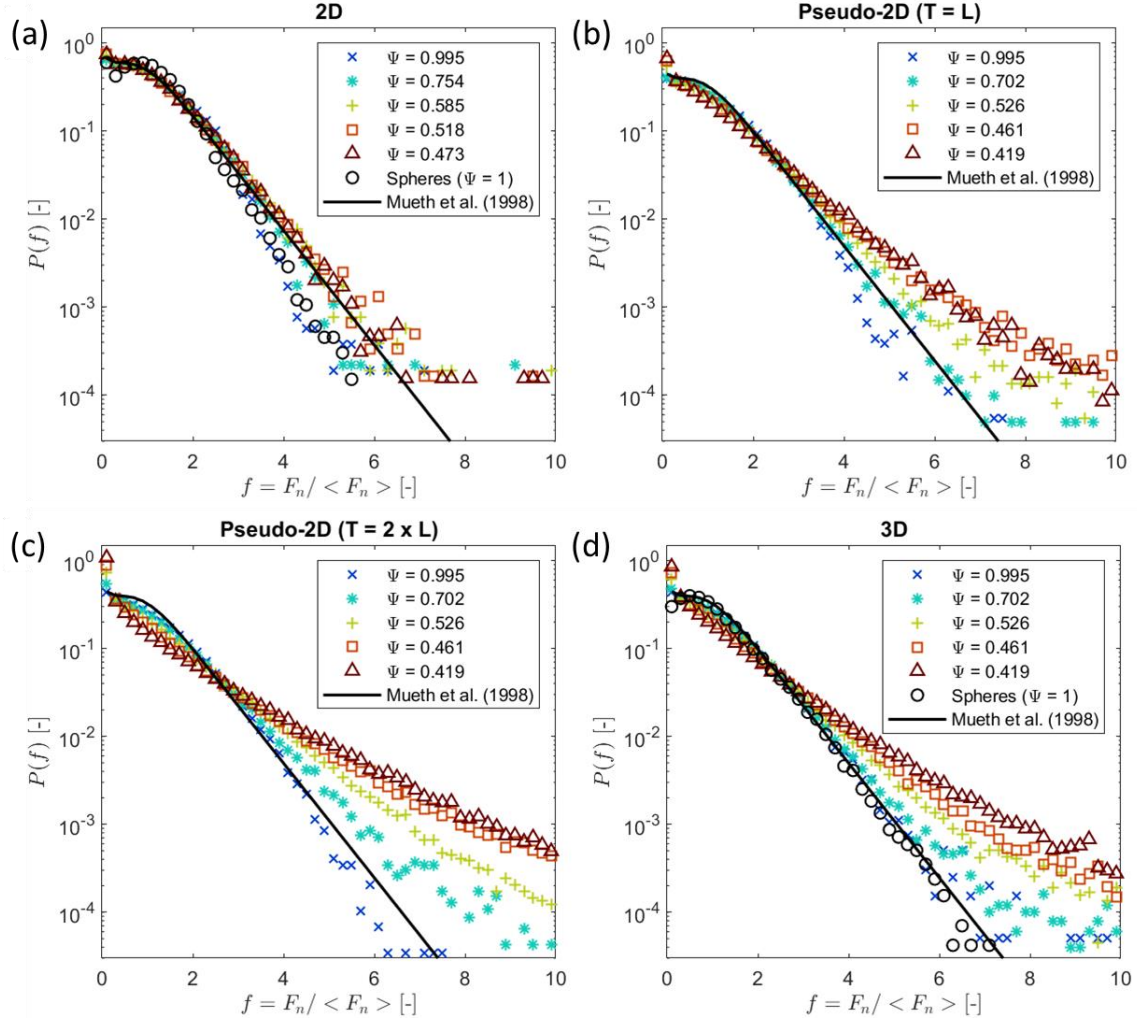 2D
(a)
10^0
10^-1
10^-2
10^-3
10^-4
P(f) [-]
Ψ = 0.995
Ψ = 0.754
Ψ = 0.585
Ψ = 0.518
Ψ = 0.473
Spheres (Ψ = 1)
Mueth et al. (1998)
0 2 4 6 8 10
f = F_n / < F_n > [-]
Pseudo-2D (T = L)
(b)
10^0
10^-1
10^-2
10^-3
10^-4
P(f) [-]
Ψ = 0.995
Ψ = 0.702
Ψ = 0.526
Ψ = 0.461
Ψ = 0.419
Mueth et al. (1998)
0 2 4 6 8 10
f = F_n / < F_n > [-]
Pseudo-2D (T = 2 x L)
(c)
10^0
10^-1
10^-2
10^-3
10^-4
P(f) [-]
Ψ = 0.995
Ψ = 0.702
Ψ = 0.526
Ψ = 0.461
Ψ = 0.419
Mueth et al. (1998)
0 2 4 6 8 10
f = F_n / < F_n > [-]
3D
(d)
10^0
10^-1
10^-2
10^-3
10^-4
P(f) [-]
Ψ = 0.995
Ψ = 0.702
Ψ = 0.526
Ψ = 0.461
Ψ = 0.419
Spheres (Ψ = 1)
Mueth et al. (1998)
0 2 4 6 8 10
f = F_n / < F_n > [-]